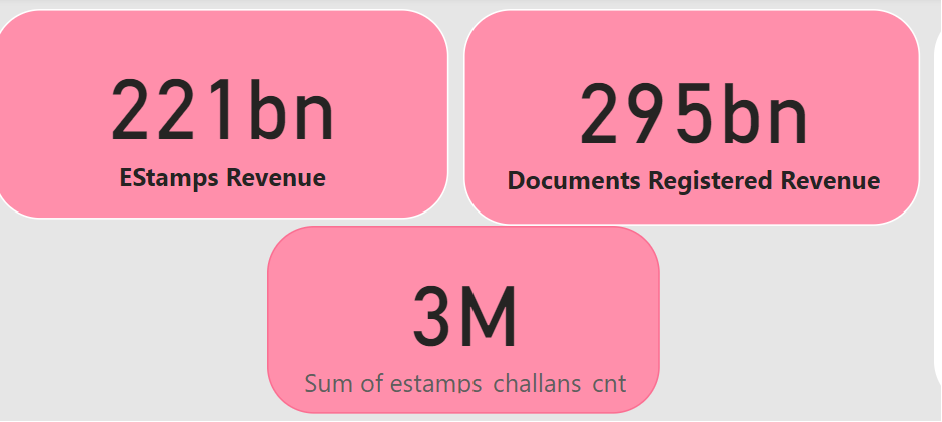 221bn
EStamps Revenue
295bn
Documents Registered Revenue
3M
Sum of estamps_challans_cnt